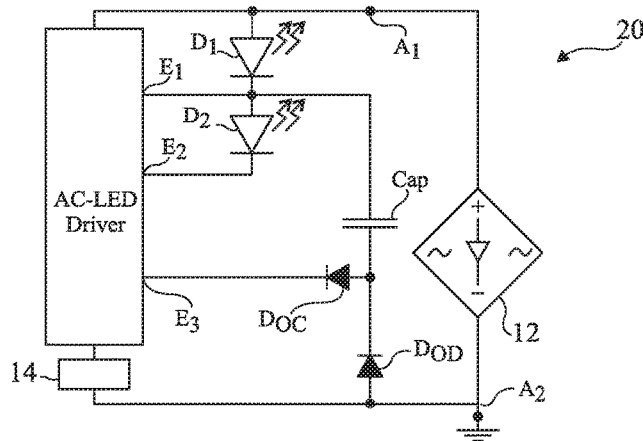 D1
A1
20
E1
D2
E2
AC-LED
Driver
Cap
+
~
~
−
E3
DOC
12
14
DOD
A2